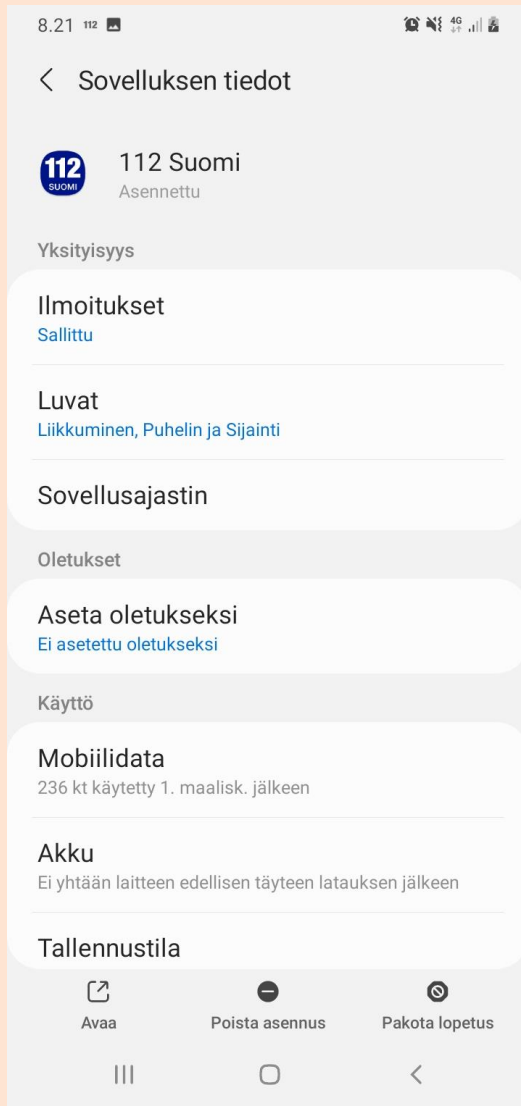 8.21 112
4G
Sovelluksen tiedot
112
SUOMI
112 Suomi
Asennettu
Yksityisyys
Ilmoitukset
Sallittu
Luvat
Liikkuminen, Puhelin ja Sijainti
Sovellusajastin
Oletukset
Aseta oletukseksi
Ei asetettu oletukseksi
Käyttö
Mobiilidata
236 kt käytetty 1. maalisk. jälkeen
Akku
Ei yhtään laitteen edellisen täyteen latauksen jälkeen
Tallennustila
Avaa
Poista asennus
Pakota lopetus